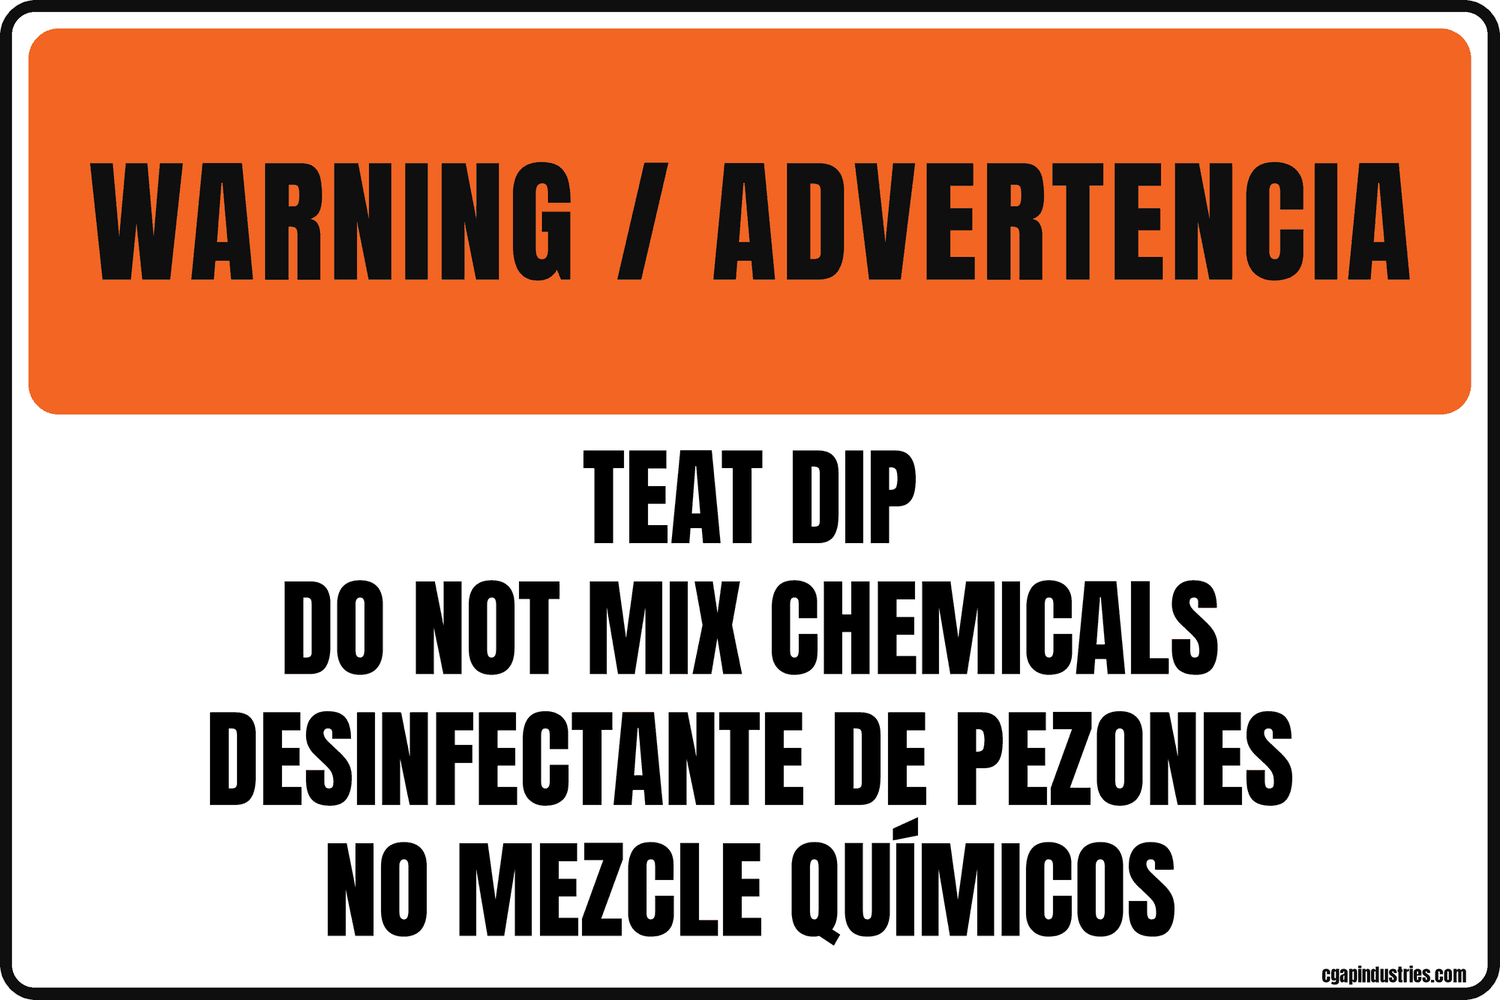 WARNING / ADVERTENCIA
TEAT DIP
DO NOT MIX CHEMICALS
DESINFECTANTE DE PEZONES
NO MEZCLE QUÍMICOS
cgapindustries.com